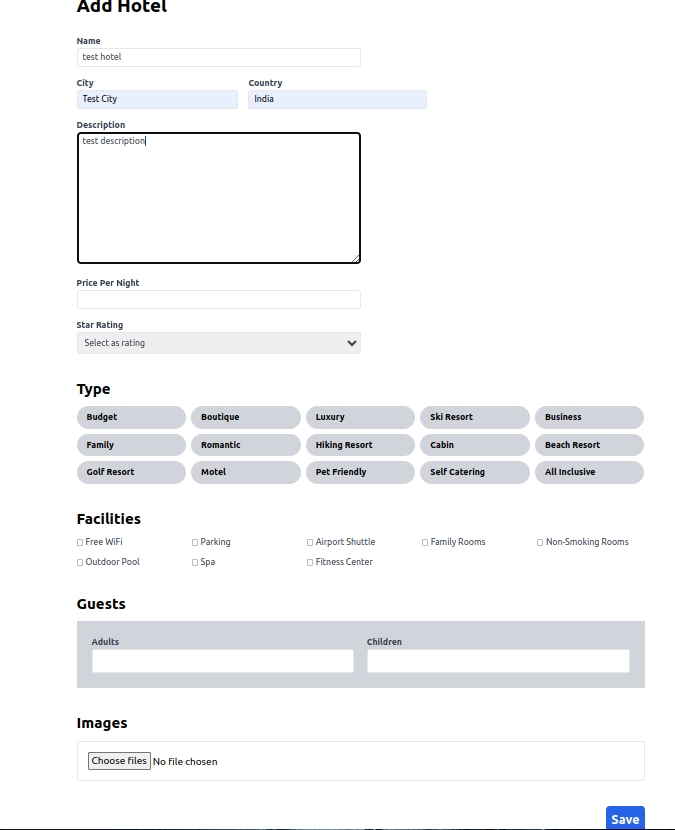 Add Hotel
Name
test hotel
City Country
Test City India
Description
test description
Price Per Night
Star Rating
Select as rating
Type
Budget Boutique Luxury Ski Resort Business
Family Romantic Hiking Resort Cabin Beach Resort
Golf Resort Motel Pet Friendly Self Catering All Inclusive
Facilities
Free WiFi Parking Airport Shuttle Family Rooms Non-Smoking Rooms
Outdoor Pool Spa Fitness Center
Guests
Adults Children
Images
Choose files No file chosen
Save